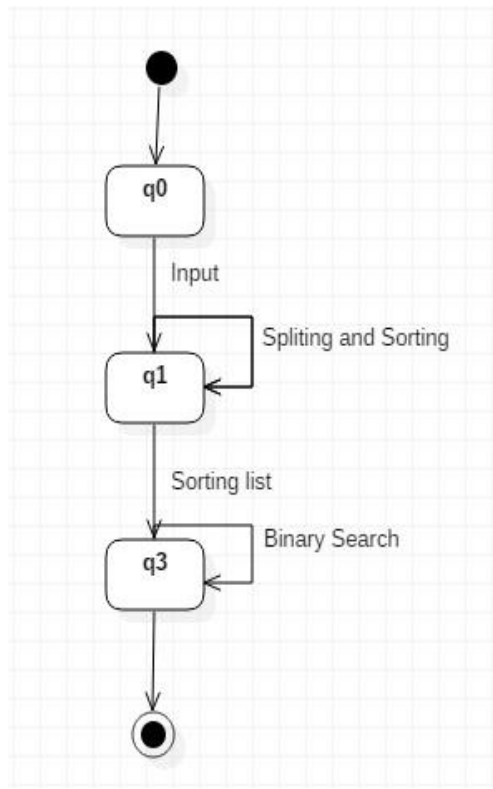 q0
Input
Spliting and Sorting
q1
Sorting list
Binary Search
q3